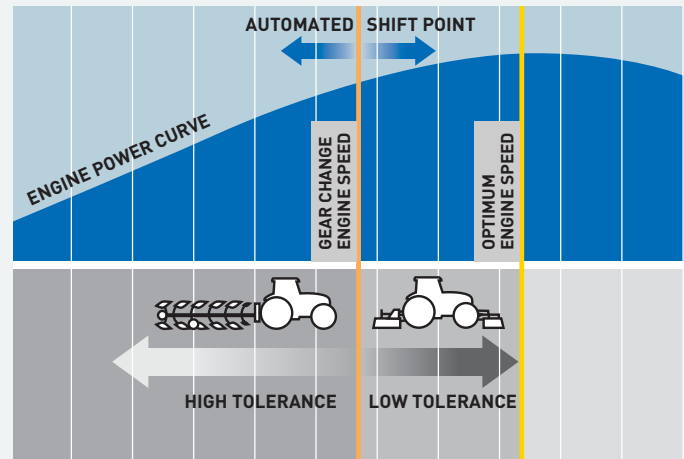 AUTOMATED SHIFT POINT
ENGINE POWER CURVE
GEAR CHANGE
ENGINE SPEED
OPTIMUM
ENGINE SPEED
HIGH TOLERANCE
LOW TOLERANCE